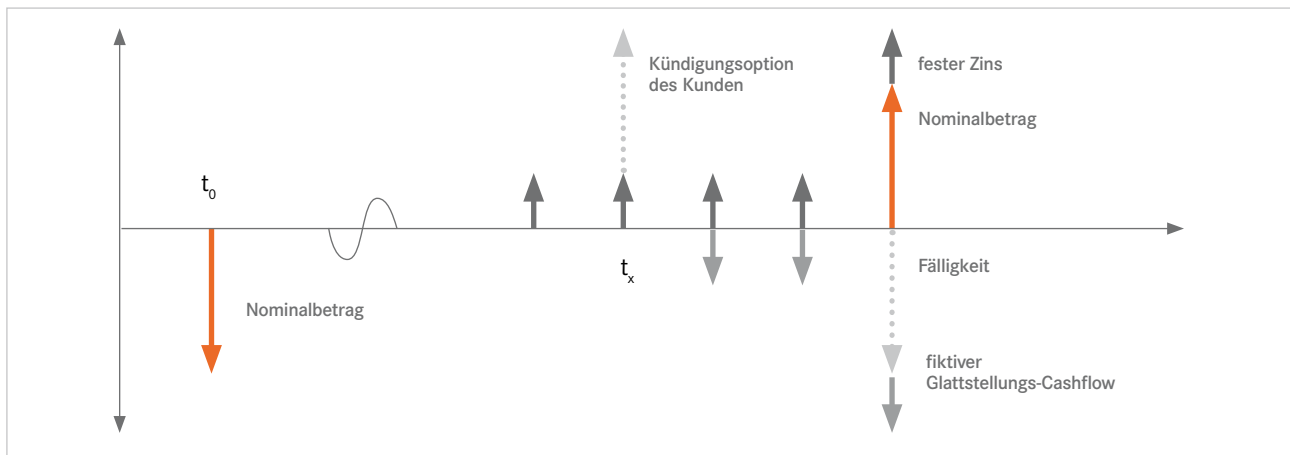 Kündigungsoption
des Kunden
fester Zins
Nominalbetrag
t0
tx
Fälligkeit
Nominalbetrag
fiktiver
Glattstellungs-Cashflow